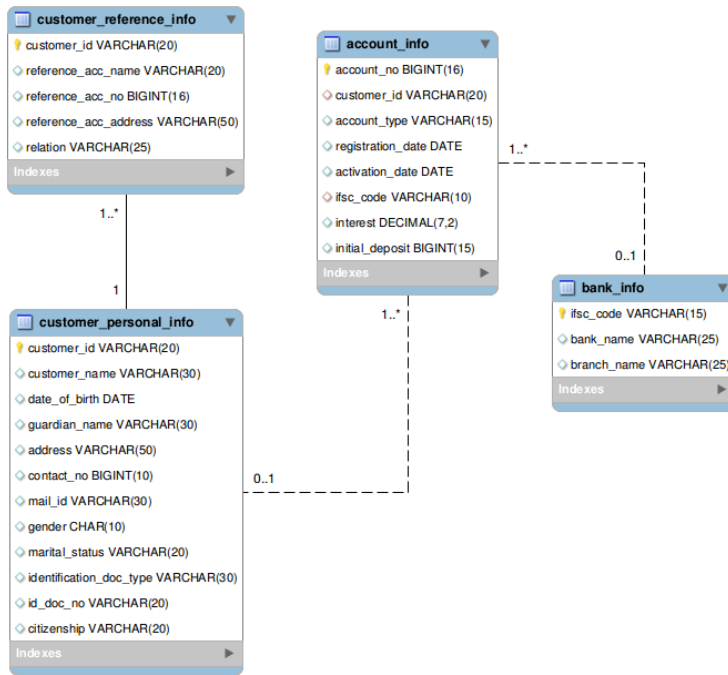 customer_reference_info
customer_id VARCHAR(20)
reference_acc_name VARCHAR(20)
reference_acc_no BIGINT(16)
reference_acc_address VARCHAR(50)
relation VARCHAR(25)
Indexes
1..*
1
customer_personal_info
customer_id VARCHAR(20)
customer_name VARCHAR(30)
date_of_birth DATE
guardian_name VARCHAR(30)
address VARCHAR(50)
contact_no BIGINT(10)
mail_id VARCHAR(30)
gender CHAR(10)
marital_status VARCHAR(20)
identification_doc_type VARCHAR(30)
id_doc_no VARCHAR(20)
citizenship VARCHAR(20)
Indexes
0..1
account_info
account_no BIGINT(16)
customer_id VARCHAR(20)
account_type VARCHAR(15)
registration_date DATE
activation_date DATE
ifsc_code VARCHAR(10)
interest DECIMAL(7,2)
initial_deposit BIGINT(15)
Indexes
1..*
1..*
0..1
bank_info
ifsc_code VARCHAR(15)
bank_name VARCHAR(25)
branch_name VARCHAR(25)
Indexes